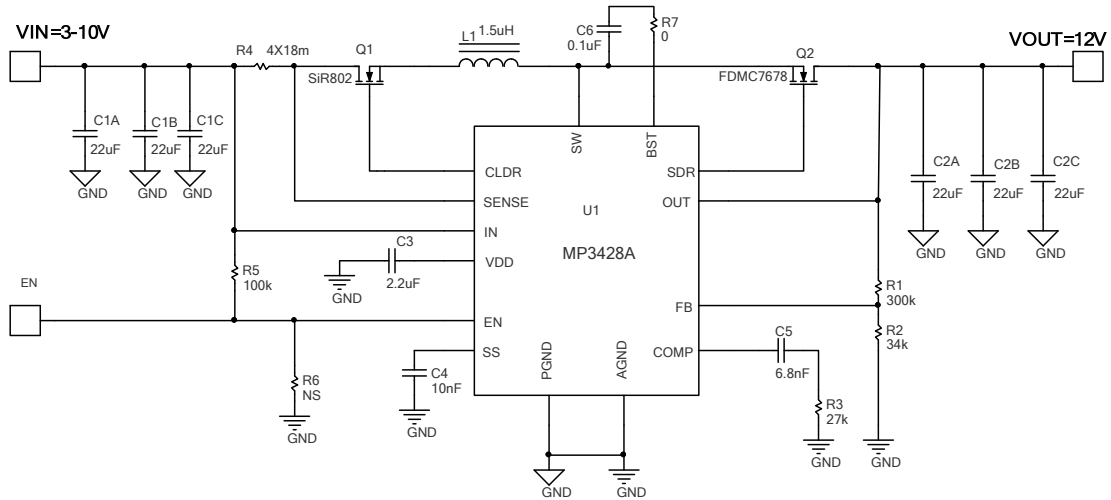 VIN=3-10V
R4 4X18m
Q1
SiR802
L1 1.5uH
C6
0.1uF
R7
0
Q2
FDMC7678
VOUT=12V
C1A
22uF
GND
C1B
22uF
GND
C1C
22uF
GND
SW
BST
CLDR
SENSE
IN
VDD
EN
SS
PGND
AGND
SDR
OUT
FB
COMP
U1
MP3428A
C3
2.2uF
GND
R5
100k
EN
R6
NS
GND
C4
10nF
GND
GND
GND
C5
6.8nF
R3
27k
GND
R1
300k
R2
34k
GND
C2A
22uF
GND
C2B
22uF
GND
C2C
22uF
GND